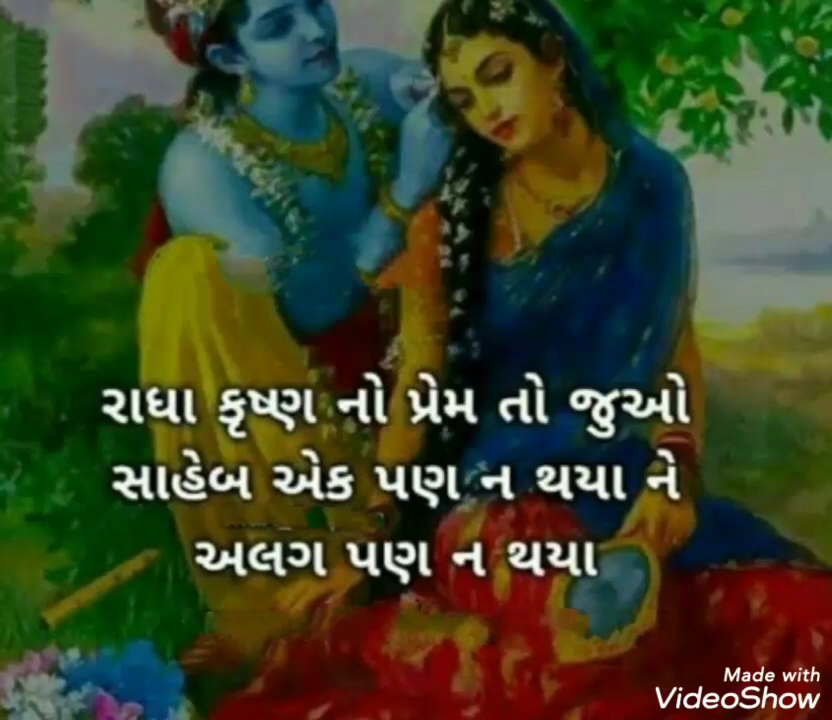 રાધા કૃષ્ણ નો પ્રેમ તો જુઓ
સાહેબ એક પણ ન થયા ને
અલગ પણ ન થયા
Made with
VideoShow